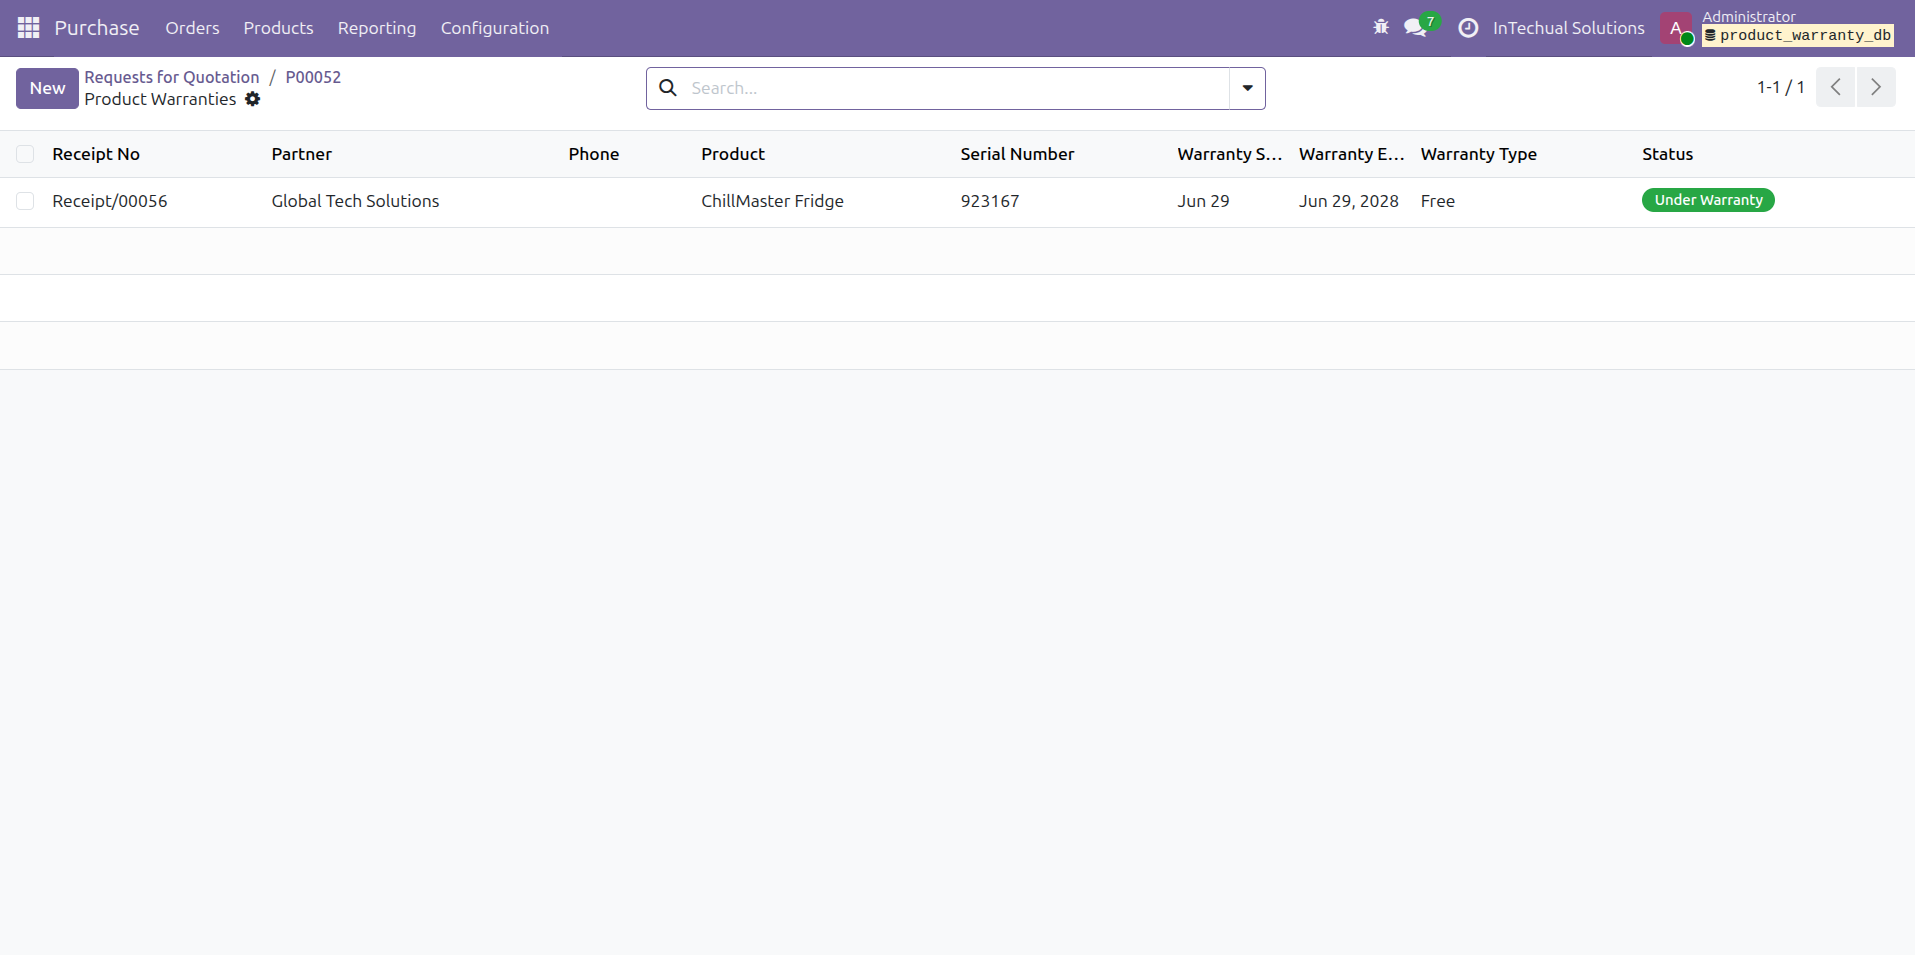 Purchase Orders Products Reporting Configuration 7 InTechual Solutions A Administrator
product_warranty_db
New Requests for Quotation / P00052
Product Warranties
Search...
1-1 / 1
Receipt No Partner Phone Product Serial Number Warranty S... Warranty E... Warranty Type Status
Receipt/00056 Global Tech Solutions ChillMaster Fridge 923167 Jun 29 Jun 29, 2028 Free Under Warranty